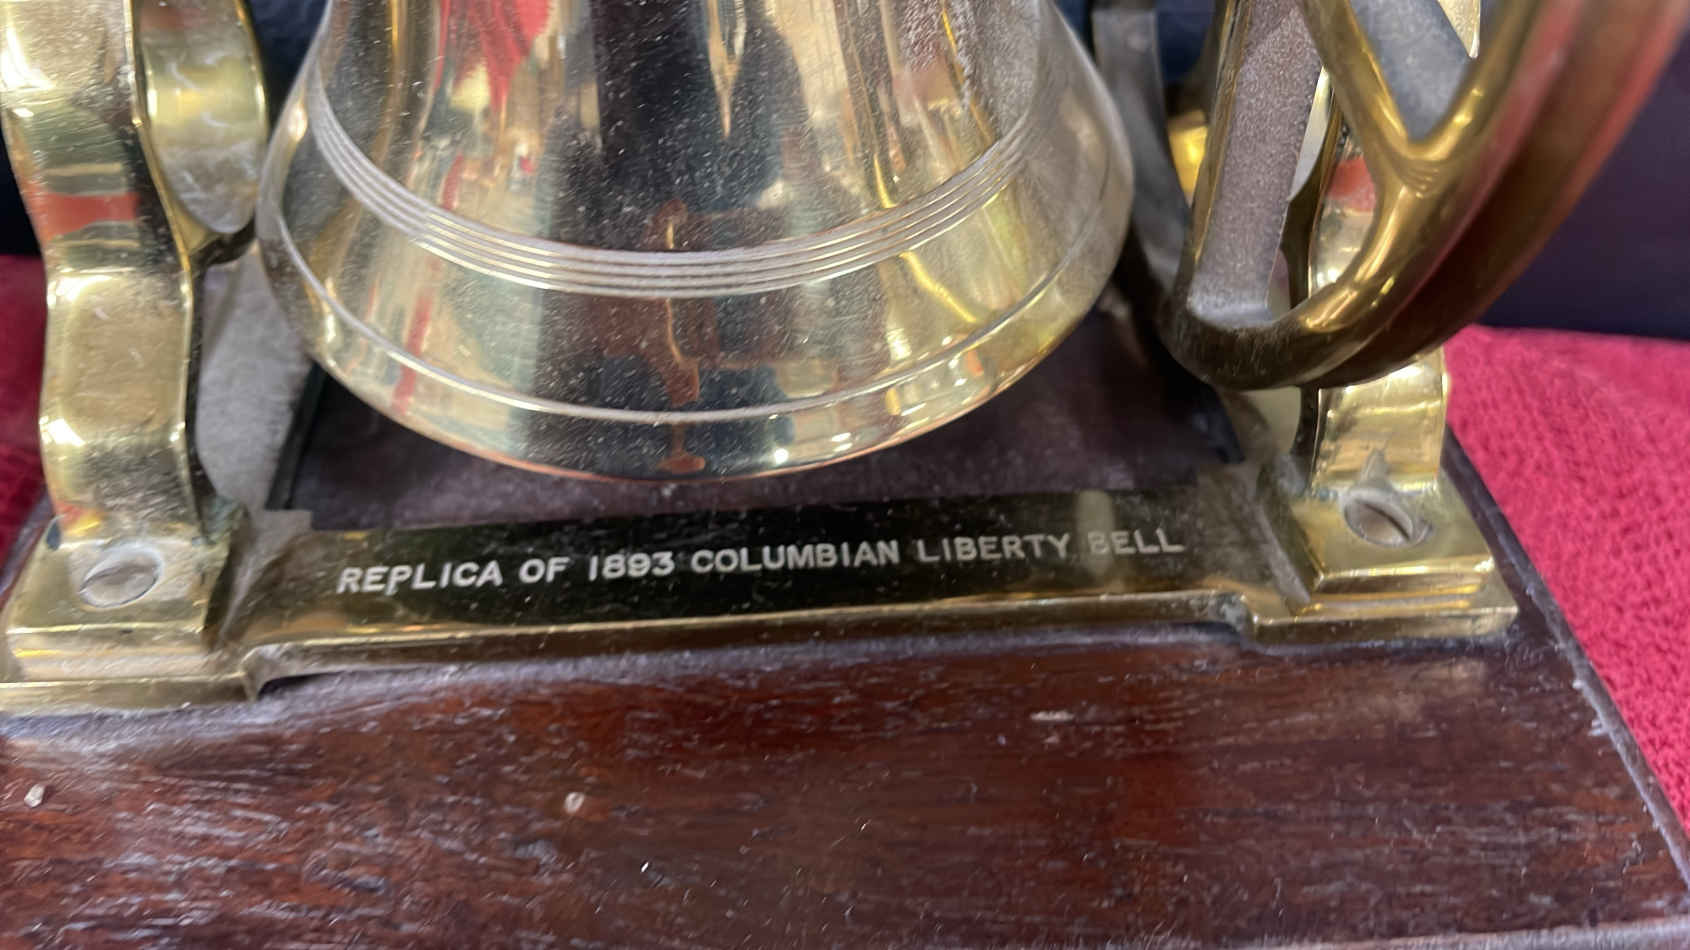 REPLICA OF 1893 COLUMBIAN LIBERTY BELL